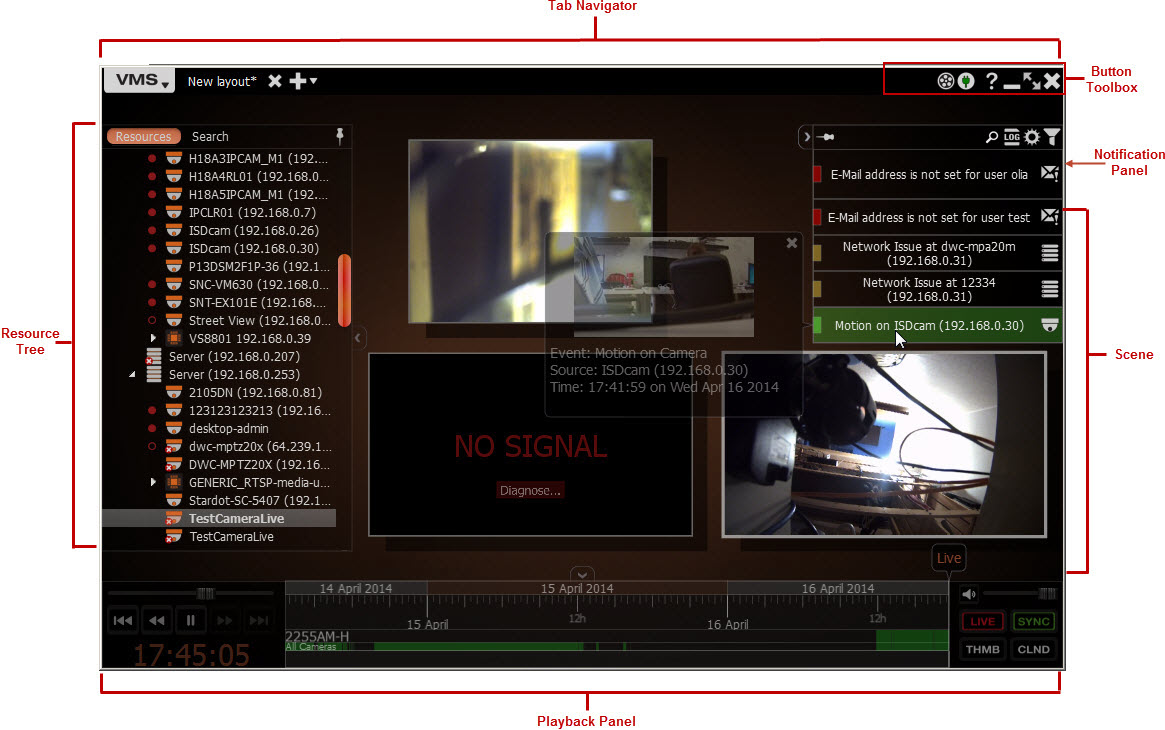 Tab Navigator
VMS
New layout*
Button
Toolbox
Resources
Search
H18A3IPCAM_M1 (192....
H18A4RL01 (192.168.0...
H18A5IPCAM_M1 (192....
IPCLR01 (192.168.0.7)
ISDcam (192.168.0.26)
ISDcam (192.168.0.30)
P13DSM2F1P-36 (192.1...
SNC-VM630 (192.168.0...
SNT-EX101E (192.168....
Street View (192.168.0...
VS8801 192.168.0.39
Server (192.168.0.207)
Server (192.168.0.253)
2105DN (192.168.0.81)
123123123213 (192.16...
desktop-admin
dwc-mptz20x (64.239.1...
DWC-MPTZ20X (192.16...
GENERIC_RTSP-media-u...
Stardot-SC-5407 (192.1...
TestCameraLive
TestCameraLive
Resource
Tree
LOG
E-Mail address is not set for user olia
E-Mail address is not set for user test
Network Issue at dwc-mpa20m
(192.168.0.31)
Network Issue at 12334
(192.168.0.31)
Motion on ISDcam (192.168.0.30)
Notification
Panel
Scene
Event: Motion on Camera
Source: ISDcam (192.168.0.30)
Time: 17:41:59 on Wed Apr 16 2014
NO SIGNAL
Diagnose...
Live
14 April 2014
15 April 2014
16 April 2014
12h
12h
15 April
16 April
2255AM-H
All Cameras
17:45:05
LIVE
SYNC
THMB
CLND
Playback Panel